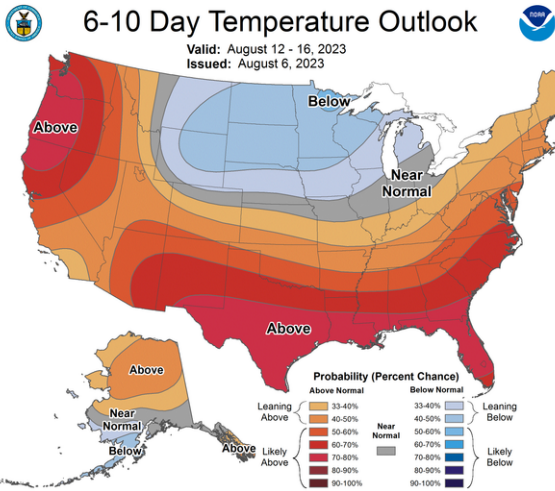 NOAA
6-10 Day Temperature Outlook
Valid: August 12 - 16, 2023
Issued: August 6, 2023
Below
Above
Near
Normal
Above
Above
Near
Normal
Below
Above
Probability (Percent Chance)
Above Normal
Below Normal
Leaning
Above
33-40%
40-50%
Likely
Above
50-60%
60-70%
70-80%
80-90%
90-100%
Near
Normal
33-40%
40-50%
Leaning
Below
50-60%
60-70%
70-80%
80-90%
90-100%
Likely
Below